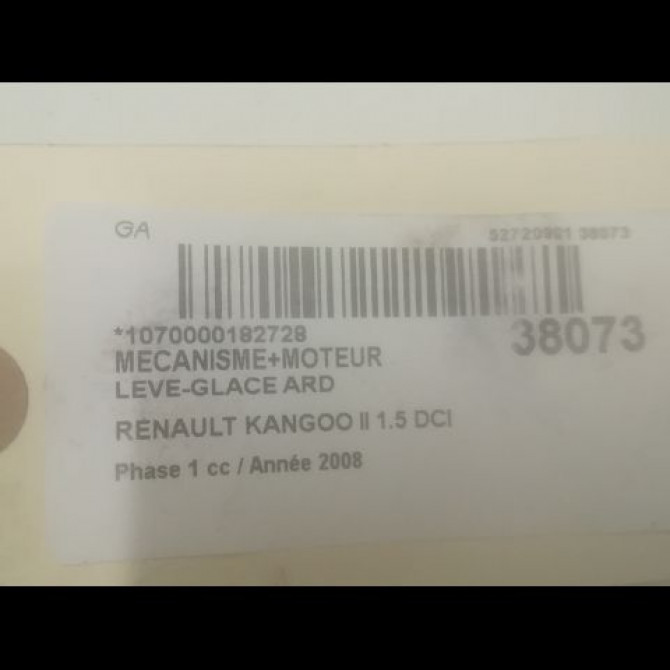 GA
38073
*1070000182728
38073
MECANISME+MOTEUR
LEVE-GLACE ARD
RENAULT KANGOO II 1.5 DCI
Phase 1 cc / Année 2008